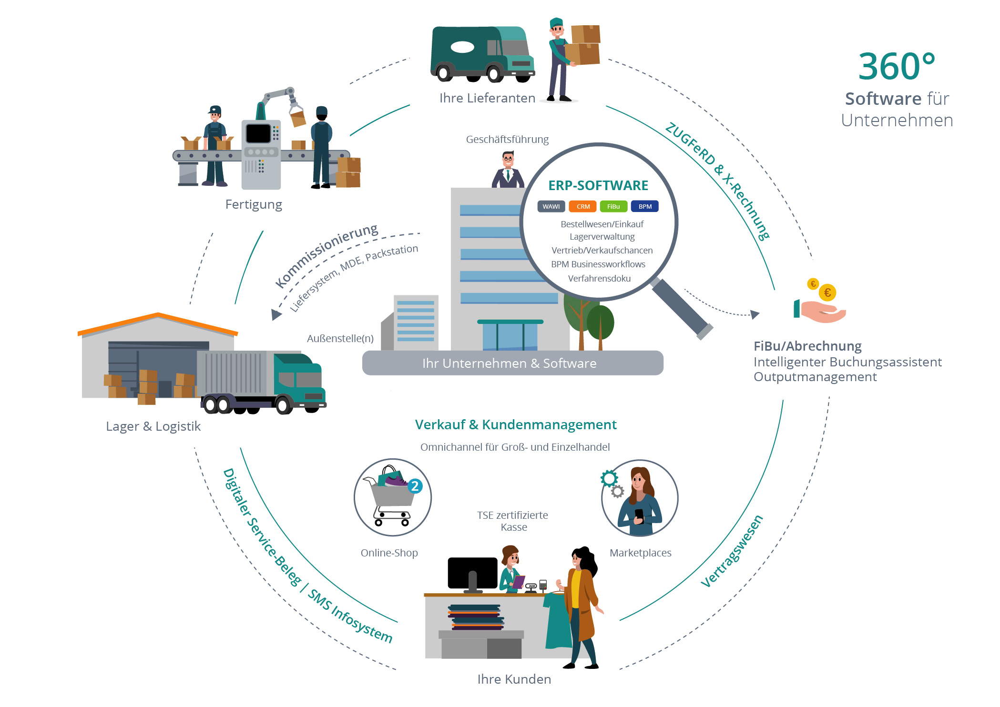 360°
Software für
Unternehmen
Ihre Lieferanten
Geschäftsführung
ZUGFeRD & X-Rechnung
ERP-SOFTWARE
WAWI
CRM
FiBu
BPM
Bestellwesen/Einkauf
Lagerverwaltung
Vertrieb/Verkaufschancen
BPM Businessworkflows
Verfahrensdoku
Fertigung
Kommissionierung
Liefersystem, MDE, Packstation
€
€
Außenstelle(n)
Ihr Unternehmen & Software
FiBu/Abrechnung
Intelligenter Buchungsassistent
Outputmanagement
Lager & Logistik
Verkauf & Kundenmanagement
Omnichannel für Groß- und Einzelhandel
2
Digitaler Service-Beleg | SMS Infosystem
TSE zertifizierte
Kasse
Online-Shop
Marketplaces
Vertragswesen
24,90
Ihre Kunden